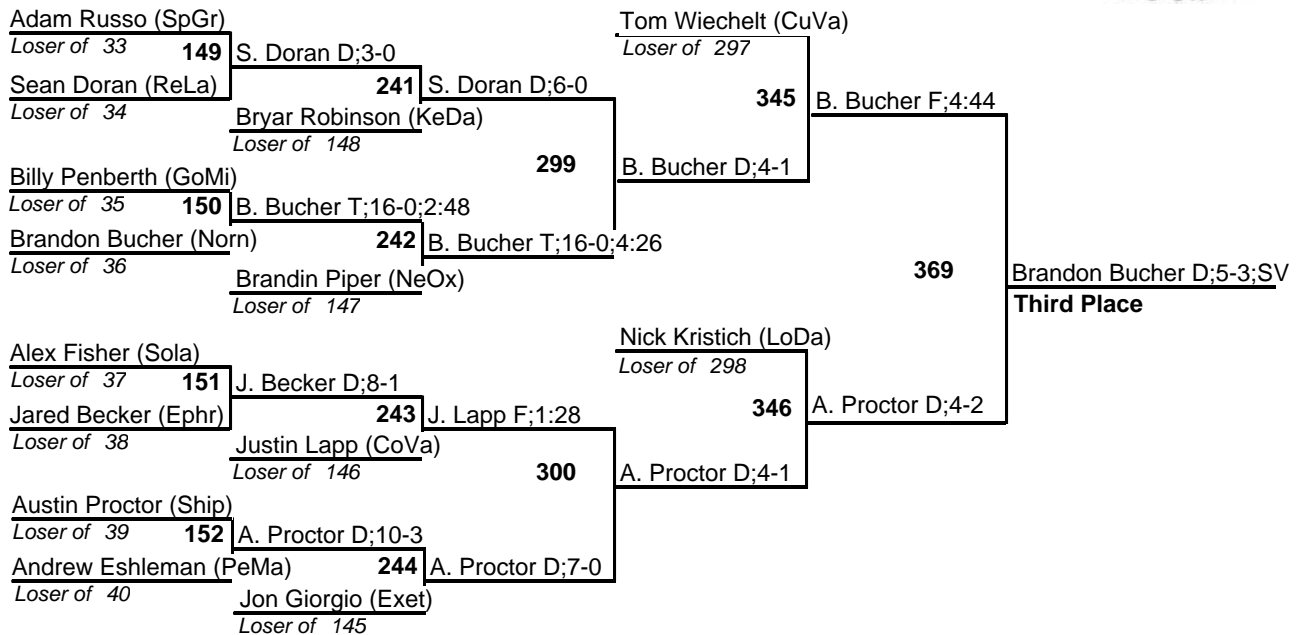 Adam Russo (SpGr)
Loser of 33
149
S. Doran D;3-0
Sean Doran (ReLa)
Loser of 34
241
S. Doran D;6-0
Bryar Robinson (KeDa)
Loser of 148
Billy Penberth (GoMi)
Loser of 35
150
B. Bucher T;16-0;2:48
Brandon Bucher (Norn)
Loser of 36
242
B. Bucher T;16-0;4:26
Brandin Piper (NeOx)
Loser of 147
299
B. Bucher D;4-1
Tom Wiechelt (CuVa)
Loser of 297
345
B. Bucher F;4:44
Alex Fisher (Sola)
Loser of 37
151
J. Becker D;8-1
Jared Becker (Ephr)
Loser of 38
243
J. Lapp F;1:28
Justin Lapp (CoVa)
Loser of 146
Austin Proctor (Ship)
Loser of 39
152
A. Proctor D;10-3
Andrew Eshleman (PeMa)
Loser of 40
244
A. Proctor D;7-0
Jon Giorgio (Exet)
Loser of 145
300
A. Proctor D;4-1
Nick Kristich (LoDa)
Loser of 298
346
A. Proctor D;4-2
369
Brandon Bucher D;5-3;SV
Third Place